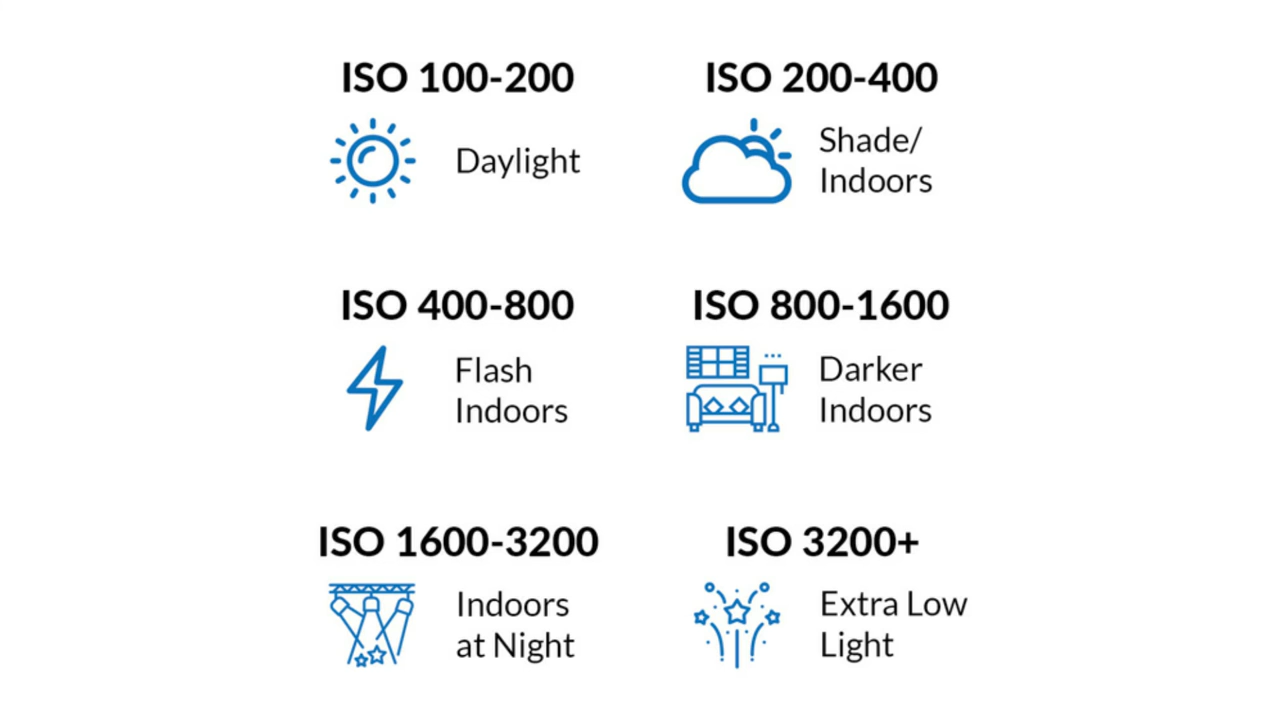 ISO 100-200
Daylight
ISO 200-400
Shade/
Indoors
ISO 400-800
Flash
Indoors
ISO 800-1600
Darker
Indoors
ISO 1600-3200
Indoors
at Night
ISO 3200+
Extra Low
Light